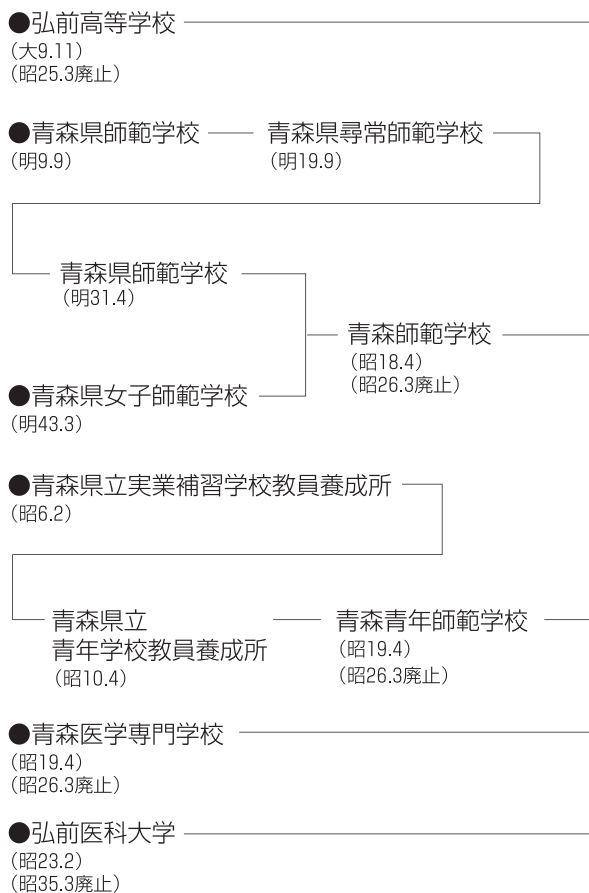 ●弘前高等学校
（大9.11）
（昭25.3廃止）
●青森県師範学校 青森県尋常師範学校
（明9.9） （明19.9）
青森県師範学校
（明31.4）
青森師範学校
（昭18.4）
（昭26.3廃止）
●青森県女子師範学校
（明43.3）
●青森県立実業補習学校教員養成所
（昭6.2）
青森県立
青年学校教員養成所
（昭10.4）
青森青年師範学校
（昭19.4）
（昭26.3廃止）
●青森医学専門学校
（昭19.4）
（昭26.3廃止）
●弘前医科大学
（昭23.2）
（昭35.3廃止）